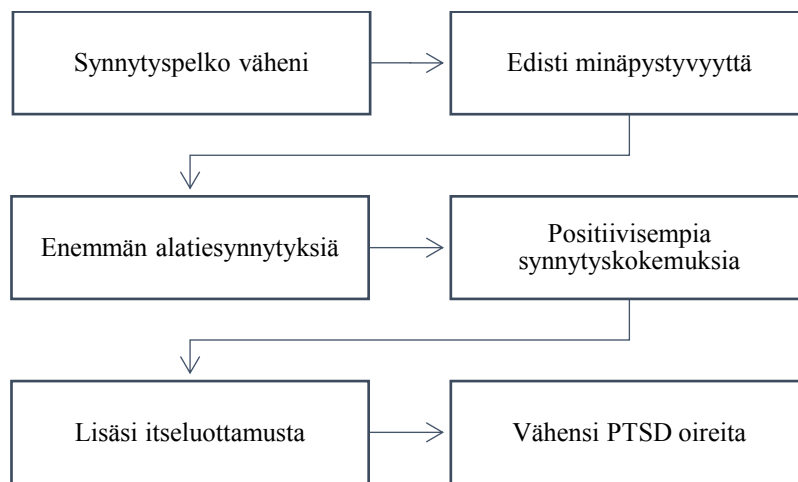 Synnytyspelko väheni
Edisti minäpystyvyyttä
Enemmän alatiesynnytyksiä
Positiivisempia
synnytyskokemuksia
Lisäsi itseluottamusta
Vähensi PTSD oireita